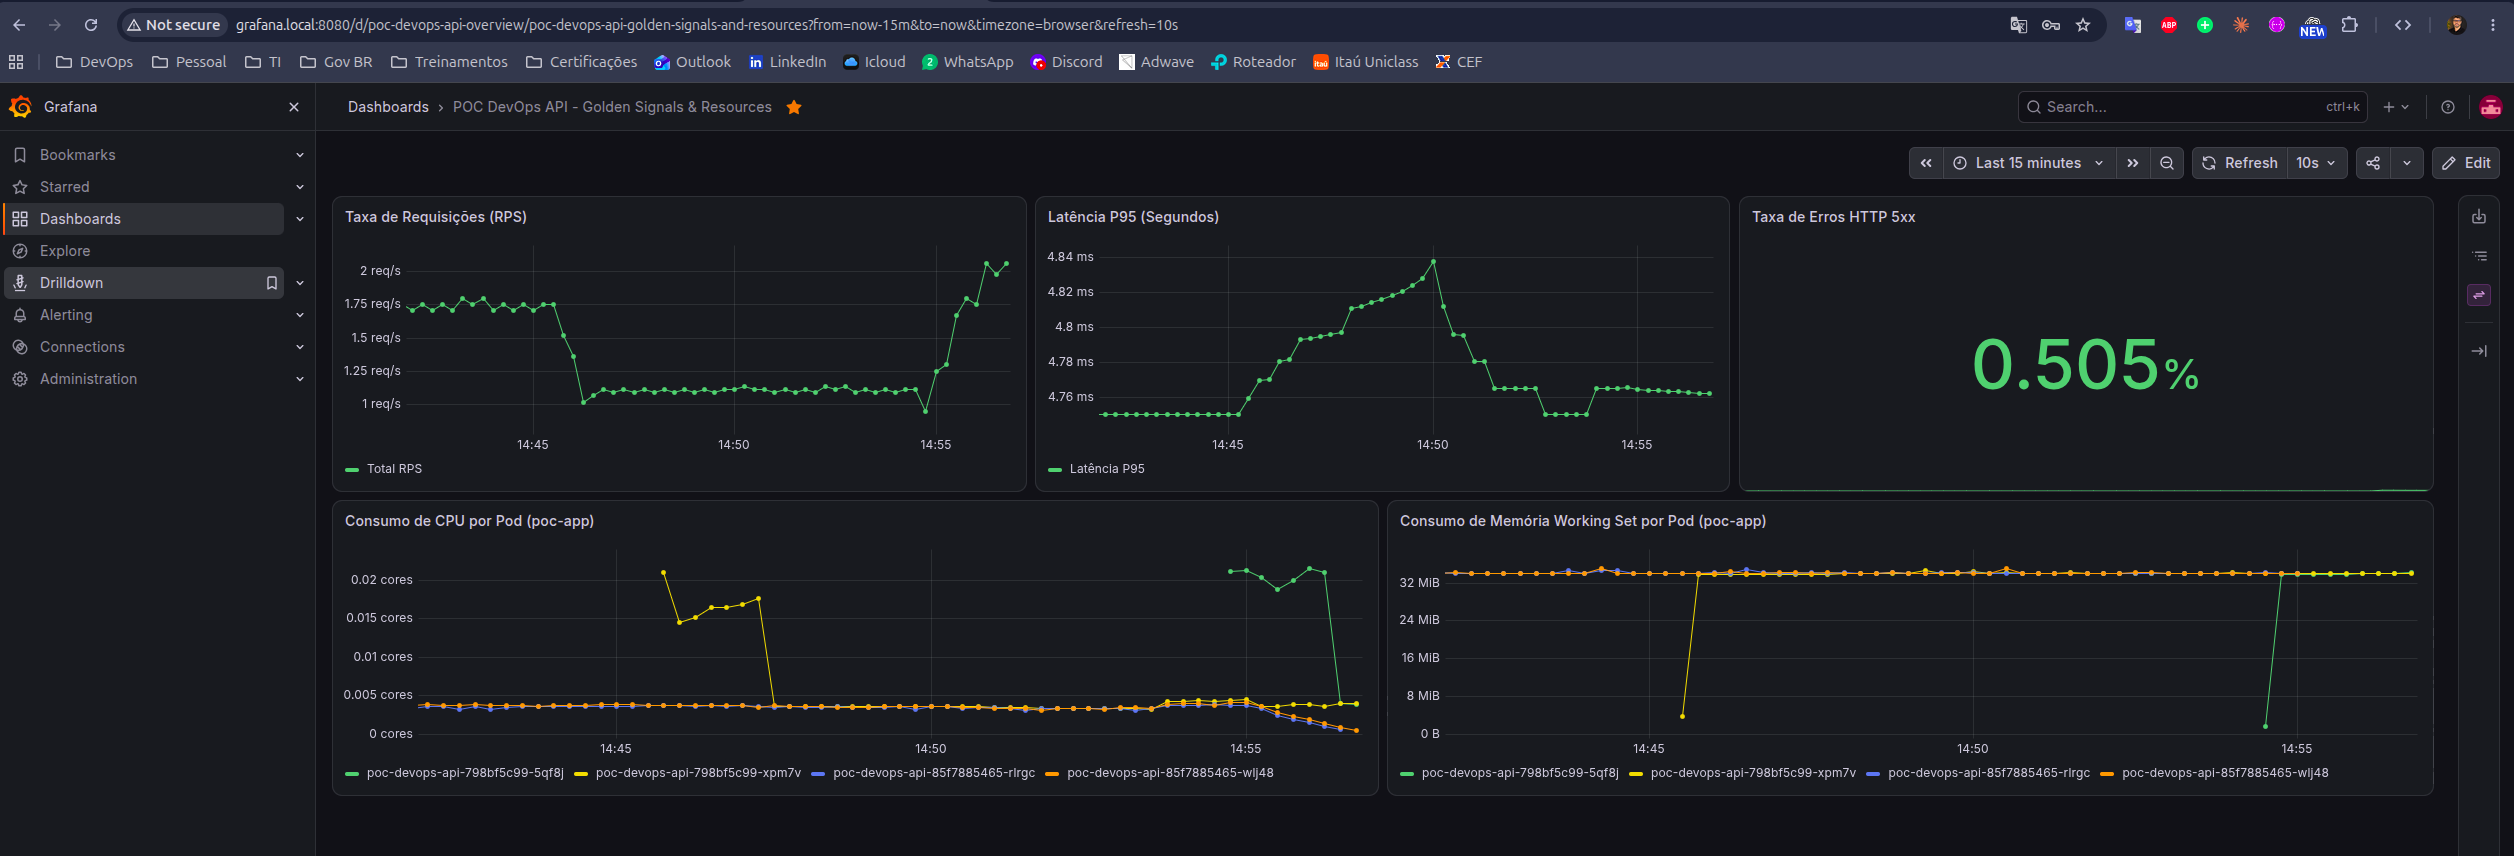 Not secure grafana.local:8080/d/poc-devops-api-overview/poc-devops-api-golden-signals-and-resources?from=now-15m&to=now&timezone=browser&refresh=10s
ABP
NEW
DevOps Pessoal TI Gov BR Treinamentos Certificações Outlook LinkedIn Icloud 2 WhatsApp Discord Adwave Roteador Itaú Itaú Uniclass CEF
Grafana
Dashboards › POC DevOps API - Golden Signals & Resources
Search... ctrl+k
Bookmarks
Starred
Dashboards
Explore
Drilldown
Alerting
Connections
Administration
Last 15 minutes Refresh 10s Edit
Taxa de Requisições (RPS)
2 req/s
1.75 req/s
1.5 req/s
1.25 req/s
1 req/s
14:45 14:50 14:55
Total RPS
Latência P95 (Segundos)
4.84 ms
4.82 ms
4.8 ms
4.78 ms
4.76 ms
14:45 14:50 14:55
Latência P95
Taxa de Erros HTTP 5xx
0.505%
Consumo de CPU por Pod (poc-app)
0.02 cores
0.015 cores
0.01 cores
0.005 cores
0 cores
14:45 14:50 14:55
poc-devops-api-798bf5c99-5qf8j poc-devops-api-798bf5c99-xpm7v poc-devops-api-85f7885465-rlrgc poc-devops-api-85f7885465-wlj48
Consumo de Memória Working Set por Pod (poc-app)
32 MiB
24 MiB
16 MiB
8 MiB
0 B
14:45 14:50 14:55
poc-devops-api-798bf5c99-5qf8j poc-devops-api-798bf5c99-xpm7v poc-devops-api-85f7885465-rlrgc poc-devops-api-85f7885465-wlj48